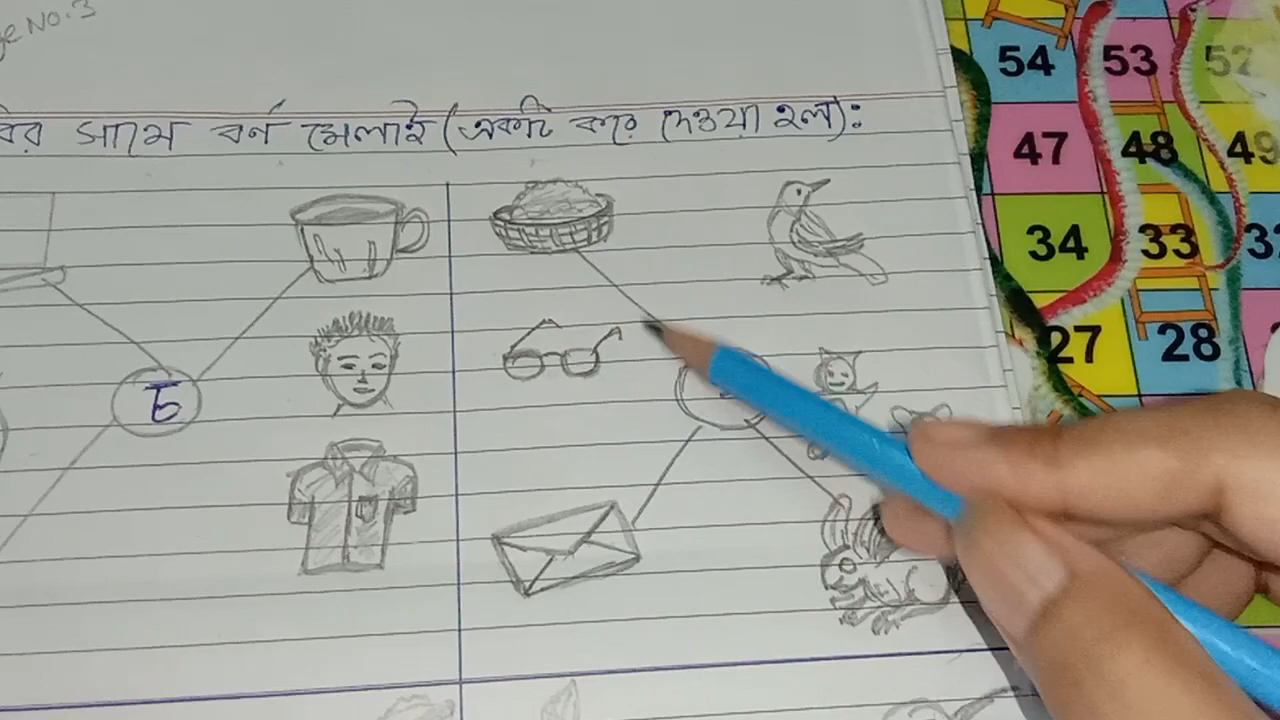 ge No. 3
বির সাথে বর্ণ মেলাই (একটি করে দেওয়া হল):
চ
54 53 52
47 48 49
34 33 32
27 28